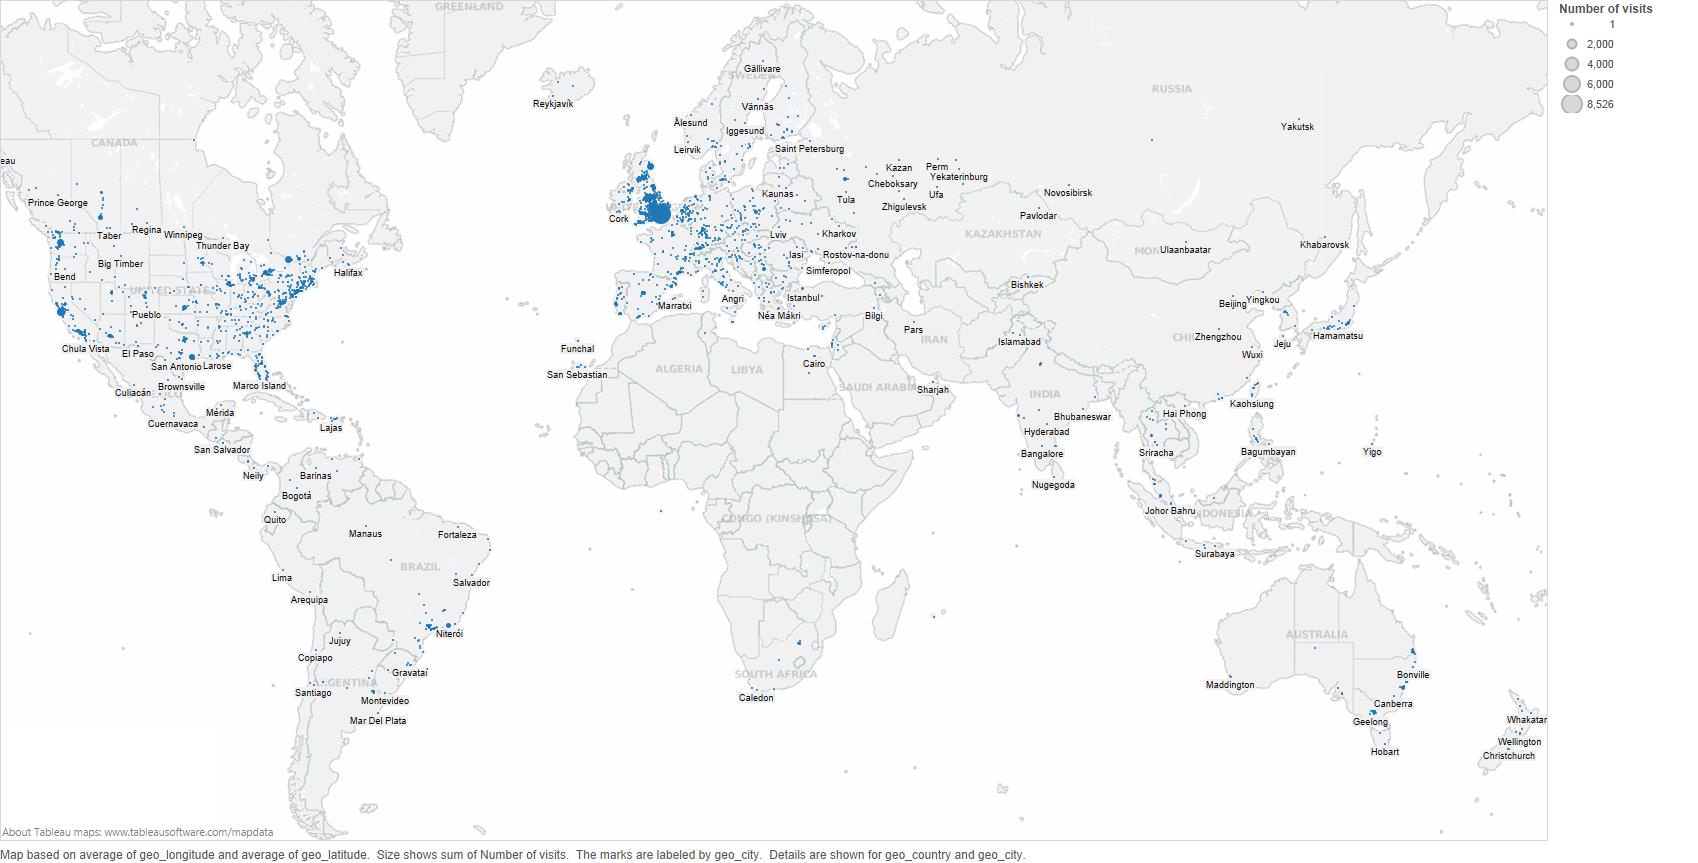 GREENLAND
Number of visits
1
2,000
4,000
6,000
8,526
Gällivare
SWEDEN
RUSSIA
Reykjavík
Vännäs
Ålesund
Iggesund
Yakutsk
CANADA
Leirvik
Saint Petersburg
eau
Kazan
Perm
Yekaterinburg
Cheboksary
Prince George
Kaunas
Tula
Ufa
Novosibirsk
Zhigulevsk
Pavlodar
Cork
Taber
Regina
Winnipeg
Lviv
Kharkov
KAZAKHSTAN
Thunder Bay
Iasi
Rostov-na-donu
MON
Ulaanbaatar
Khabarovsk
Big Timber
Simferopol
Bend
Halifax
Bishkek
UNITED STATES
Angri
Istanbul
Marratxi
Beijing
Yingkou
Pueblo
Néa Mákri
Bilgi
Pars
IRAN
Islamabad
CHI
Zhengzhou
Jeju
Hamamatsu
Chula Vista
El Paso
Funchal
Wuxi
San Antonio
Larose
Cairo
ALGERIA
LIBYA
San Sebastian
Brownsville
Marco Island
SAUDI ARABIA
Sharjah
Culiacán
INDIA
Kaohsiung
Mérida
Bhubaneswar
Hai Phong
Cuernavaca
Lajas
Hyderabad
San Salvador
Bangalore
Sriracha
Bagumbayan
Yigo
Neily
Barinas
Nugegoda
Bogotá
Johor Bahru
INDONESIA
Quito
CONGO (KINSHASA)
Manaus
Fortaleza
Surabaya
BRAZIL
Lima
Salvador
Arequipa
Niterói
AUSTRALIA
Jujuy
Copiapo
Gravataí
SOUTH AFRICA
Bonville
ARGENTINA
Maddington
Santiago
Montevideo
Caledon
Canberra
Mar Del Plata
Geelong
Whakatar
Wellington
Hobart
Christchurch
About Tableau maps: www.tableausoftware.com/mapdata
Map based on average of geo_longitude and average of geo_latitude.  Size shows sum of Number of visits.  The marks are labeled by geo_city.  Details are shown for geo_country and geo_city.